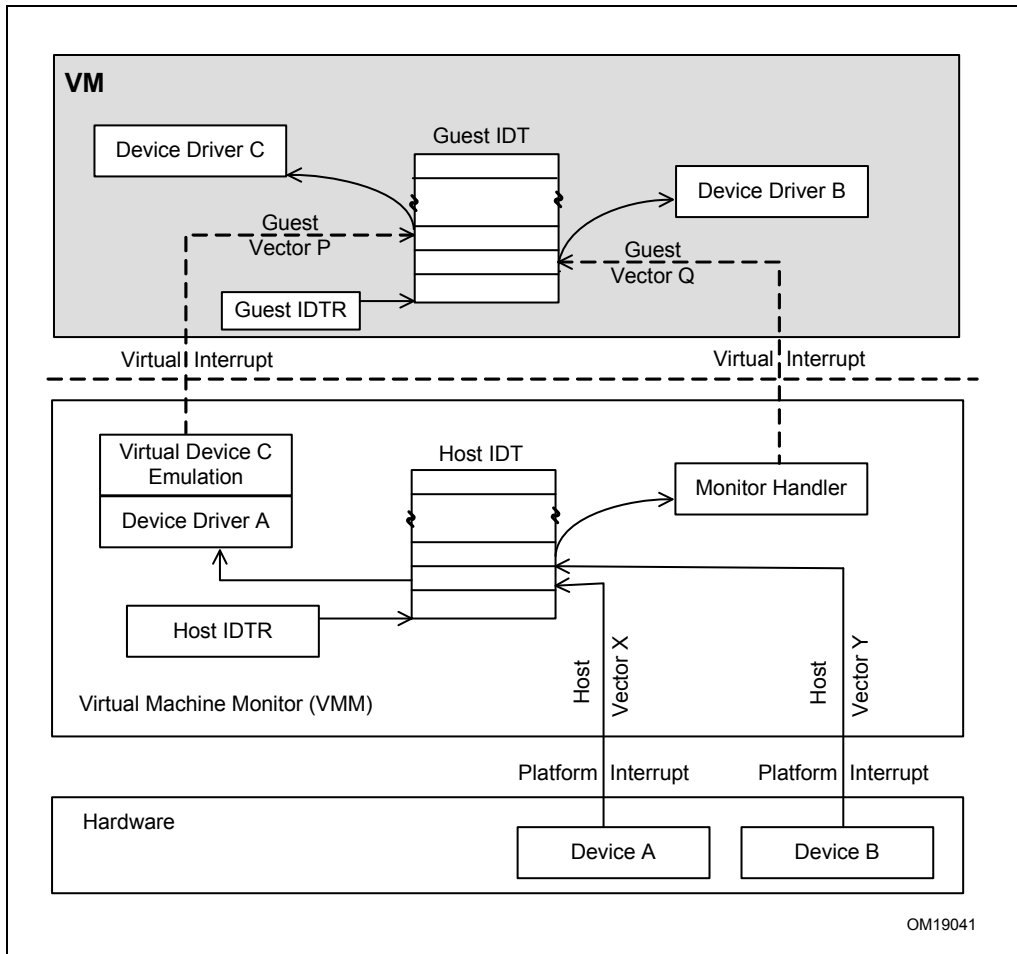 VM
Guest IDT
Device Driver C
Device Driver B
Guest
Vector P
Guest
Vector Q
Guest IDTR
Virtual Interrupt
Virtual Interrupt
Virtual Device C
Emulation
Device Driver A
Host IDT
Monitor Handler
Host IDTR
Host
Vector X
Host
Vector Y
Virtual Machine Monitor (VMM)
Platform Interrupt
Platform Interrupt
Hardware
Device A
Device B
OM19041